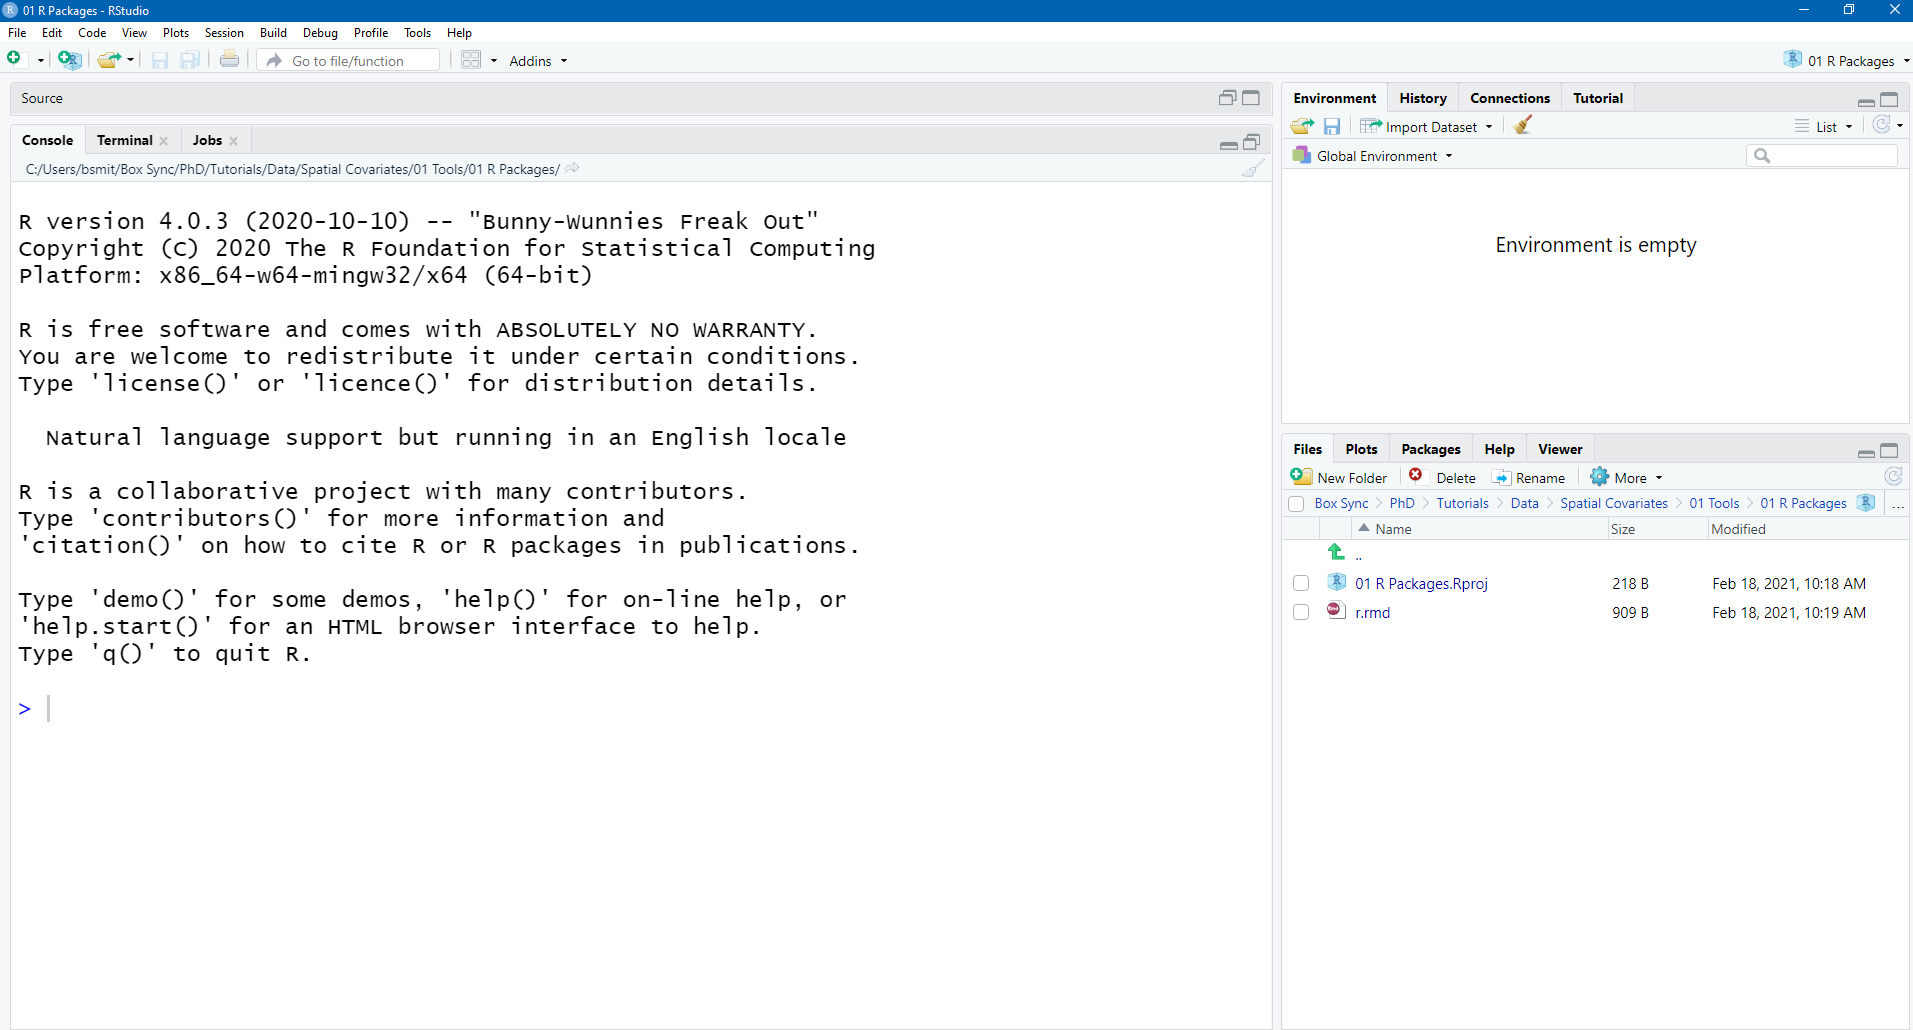 01 R Packages - RStudio
File Edit Code View Plots Session Build Debug Profile Tools Help
Go to file/function Addins 01 R Packages
Source
Console Terminal Jobs
C:/Users/bsmit/Box Sync/PhD/Tutorials/Data/Spatial Covariates/01 Tools/01 R Packages/
R version 4.0.3 (2020-10-10) -- "Bunny-Wunnies Freak Out"
Copyright (C) 2020 The R Foundation for Statistical Computing
Platform: x86_64-w64-mingw32/x64 (64-bit)
R is free software and comes with ABSOLUTELY NO WARRANTY.
You are welcome to redistribute it under certain conditions.
Type 'license()' or 'licence()' for distribution details.
Natural language support but running in an English locale
R is a collaborative project with many contributors.
Type 'contributors()' for more information and
'citation()' on how to cite R or R packages in publications.
Type 'demo()' for some demos, 'help()' for on-line help, or
'help.start()' for an HTML browser interface to help.
Type 'q()' to quit R.
>
Environment History Connections Tutorial
Import Dataset List
Global Environment
Environment is empty
Files Plots Packages Help Viewer
New Folder Delete Rename More
Box Sync > PhD > Tutorials > Data > Spatial Covariates > 01 Tools > 01 R Packages ...
Name Size Modified
..
01 R Packages.Rproj 218 B Feb 18, 2021, 10:18 AM
r.rmd 909 B Feb 18, 2021, 10:19 AM